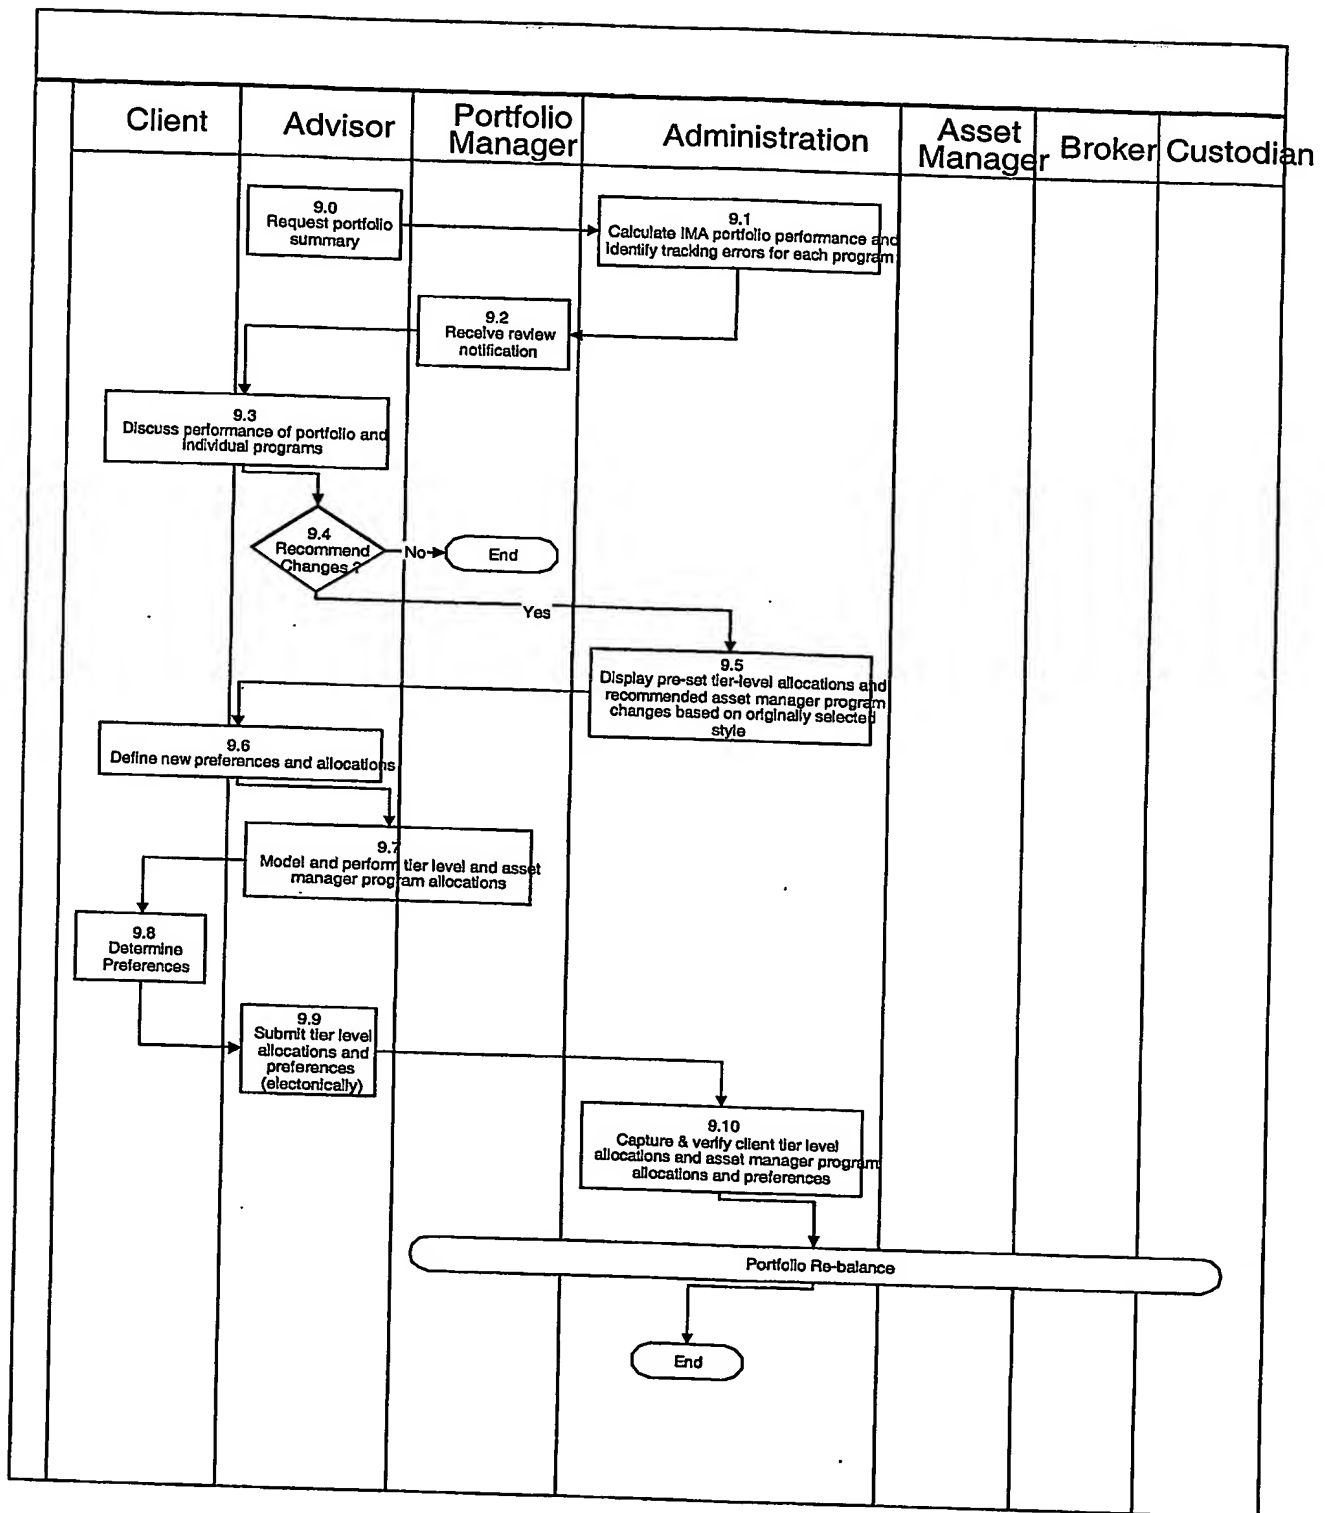 Client
Advisor
Portfolio
Manager
Administration
Asset
Manager
Broker
Custodian
9.0
Request portfolio
summary
9.1
Calculate IMA portfolio performance and
identify tracking errors for each program
9.2
Receive review
notification
9.3
Discuss performance of portfolio and
individual programs
9.4
Recommend
Changes ?
No
End
Yes
9.5
Display pre-set tier-level allocations and
recommended asset manager program
changes based on originally selected
style
9.6
Define new preferences and allocations
9.7
Model and perform tier level and asset
manager program allocations
9.8
Determine
Preferences
9.9
Submit tier level
allocations and
preferences
(electonically)
9.10
Capture & verify client tier level
allocations and asset manager program
allocations and preferences
Portfolio Re-balance
End